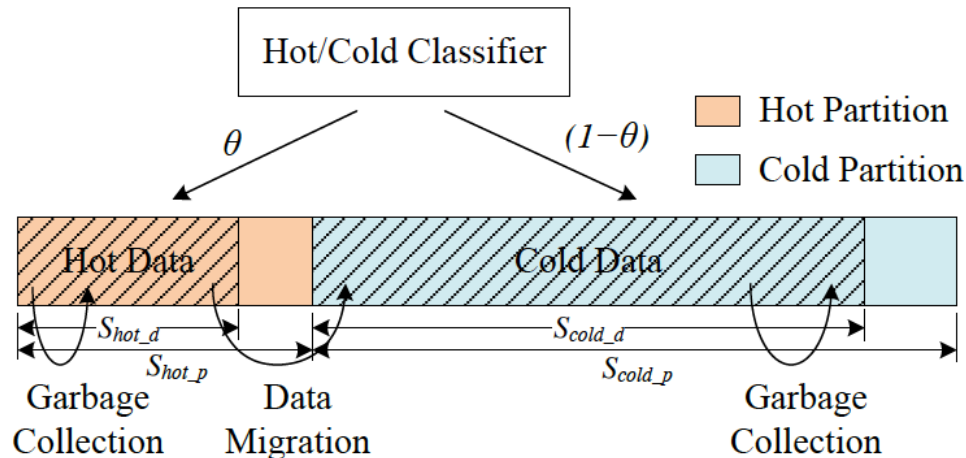 Hot/Cold Classifier
θ
(1−θ)
Hot Partition
Cold Partition
Hot Data
Cold Data
S_hot_d
S_cold_d
S_hot_p
S_cold_p
Garbage
Collection
Data
Migration
Garbage
Collection